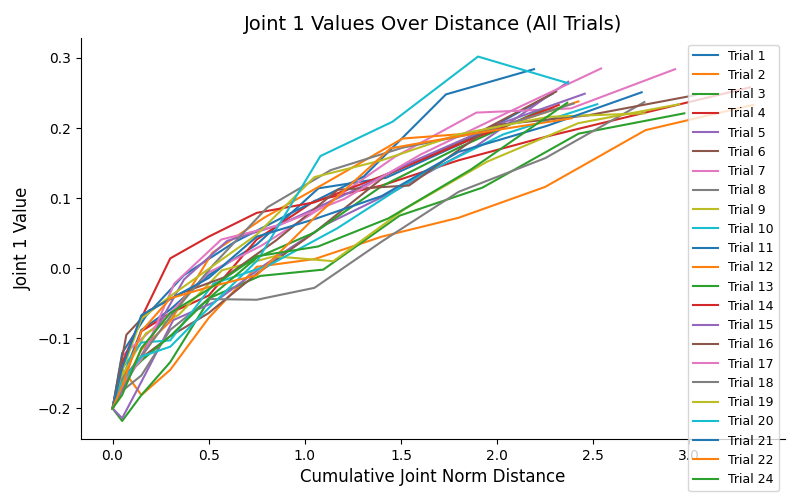 Joint 1 Values Over Distance (All Trials)
Joint 1 Value
0.3
0.2
0.1
0.0
−0.1
−0.2
0.0
0.5
1.0
1.5
2.0
2.5
3.0
Cumulative Joint Norm Distance
Trial 1
Trial 2
Trial 3
Trial 4
Trial 5
Trial 6
Trial 7
Trial 8
Trial 9
Trial 10
Trial 11
Trial 12
Trial 13
Trial 14
Trial 15
Trial 16
Trial 17
Trial 18
Trial 19
Trial 20
Trial 21
Trial 22
Trial 24